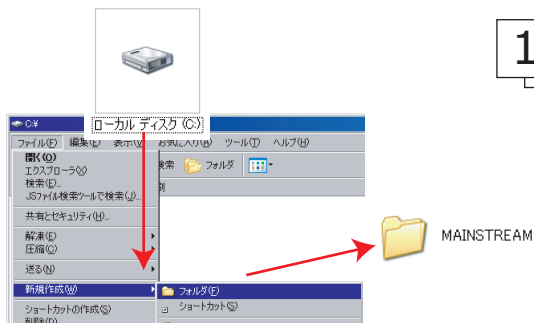 1
ローカル ディスク (C:)
C:¥
ファイル(F) 編集(E) 表示(V) お気に入り(A) ツール(T) ヘルプ(H)
開く(O)
エクスプローラ(X)
検索 フォルダ
検索(E)...
JSファイル検索ツールで検索(J)...
共有とセキュリティ(H)...
解凍(E)
圧縮(C)
送る(N)
新規作成(W)
フォルダ(F)
ショートカット(S)
ショートカットの作成(S)
削除(D)
MAINSTREAM